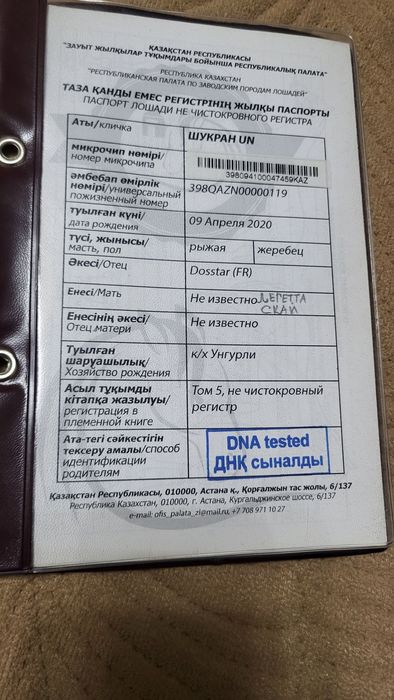 ҚАЗАҚСТАН РЕСПУБЛИКАСЫ
"ЗАУЫТ ЖЫЛҚЫЛАР ТҰҚЫМДАРЫ БОЙЫНША РЕСПУБЛИКАЛЫҚ ПАЛАТА"
РЕСПУБЛИКА КАЗАХСТАН
"РЕСПУБЛИКАНСКАЯ ПАЛАТА ПО ЗАВОДСКИМ ПОРОДАМ ЛОШАДЕЙ"
ТАЗА ҚАНДЫ ЕМЕС РЕГИСТРІНІҢ ЖЫЛҚЫ ПАСПОРТЫ
ПАСПОРТ ЛОШАДИ НЕ ЧИСТОКРОВНОГО РЕГИСТРА
Аты/кличка ШУКРАН UN
микрочип нөмірі/
номер микрочипа 398094100047459KAZ
әмбебап өмірлік
нөмірі/универсальный
пожизненный номер 398QAZN00000119
туылған күні/
дата рождения 09 Апреля 2020
түсі, жынысы/
масть, пол рыжая жеребец
Әкесі/Отец Dosstar (FR)
Енесі/Мать Не известно ЛЕГЕТТА
СКАЙ
Енесінің әкесі/
Отец матери Не известно
Туылған
шаруашылық/
Хозяйство рождения к/х Унгурли
Асыл тұқымды
кітапқа жазылуы/
регистрация в
племенной книге Том 5, не чистокровный
регистр
Ата-тегі сәйкестігін
тексеру амалы/способ
идентификации
родителям DNA tested
ДНҚ сыналды
Қазақстан Республикасы, 010000, Астана қ., Қорғалжын тас жолы, 6/137
Республика Казахстан, 010000, г. Астана, Кургальджинское шоссе, 6/137
e-mail: ofis_palata_zl@mail.ru, +7 708 971 10 27